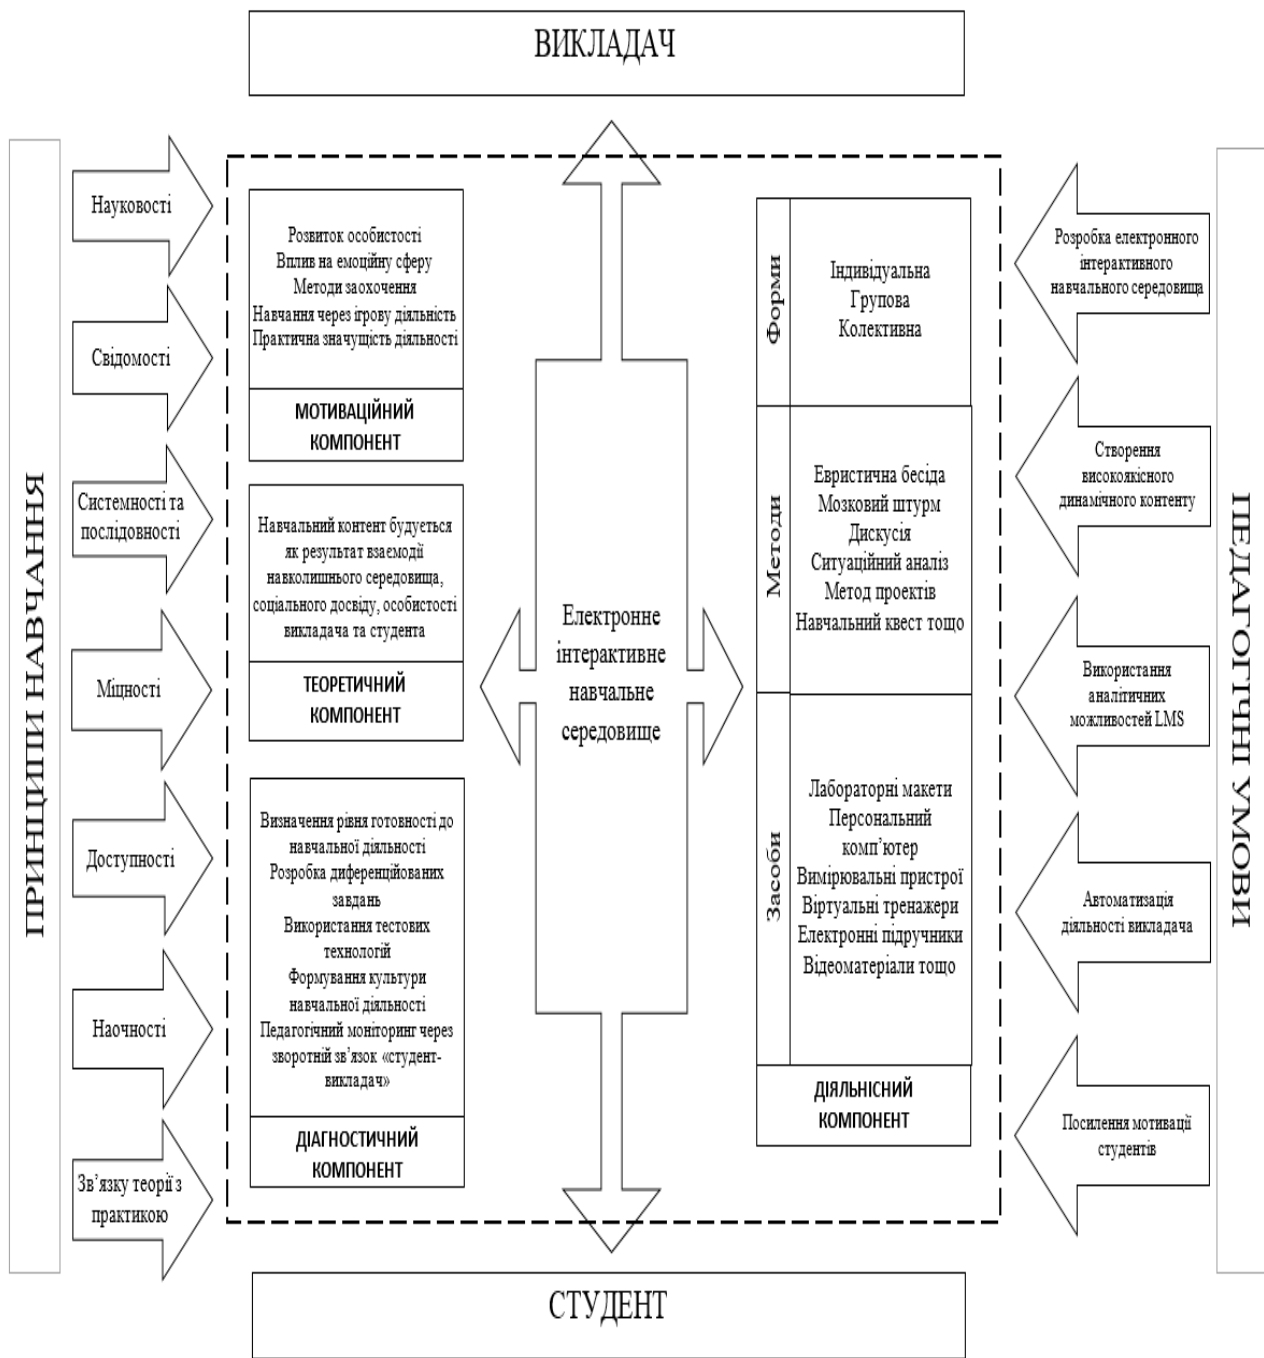 ВИКЛАДАЧ
ПРИНЦИПИ НАВЧАННЯ
Науковості
Свідомості
Системності та
послідовності
Міцності
Доступності
Наочності
Зв’язку теорії з
практикою
Розвиток особистості
Вплив на емоційну сферу
Методи заохочення
Навчання через ігрову діяльність
Практична значущість діяльності
МОТИВАЦІЙНИЙ
КОМПОНЕНТ
Навчальний контент будується
як результат взаємодії
навколишнього середовища,
соціального досвіду, особистості
викладача та студента
ТЕОРЕТИЧНИЙ
КОМПОНЕНТ
Визначення рівня готовності до
навчальної діяльності
Розробка диференційованих
завдань
Використання тестових
технологій
Формування культури
навчальної діяльності
Педагогічний моніторинг через
зворотній зв’язок «студент-
викладач»
ДІАГНОСТИЧНИЙ
КОМПОНЕНТ
Електронне
інтерактивне
навчальне
середовище
Форми
Індивідуальна
Групова
Колективна
Методи
Евристична бесіда
Мозковий штурм
Дискусія
Ситуаційний аналіз
Метод проектів
Навчальний квест тощо
Засоби
Лабораторні макети
Персональний
комп’ютер
Вимірювальні пристрої
Віртуальні тренажери
Електронні підручники
Відеоматеріали тощо
ДІЯЛЬНІСНИЙ
КОМПОНЕНТ
Розробка електронного
інтерактивного
навчального середовища
Створення
високоякісного
динамічного контенту
Використання
аналітичних
можливостей LMS
Автоматизація
діяльності викладача
Посилення мотивації
студентів
ПЕДАГОГІЧНІ УМОВИ
СТУДЕНТ